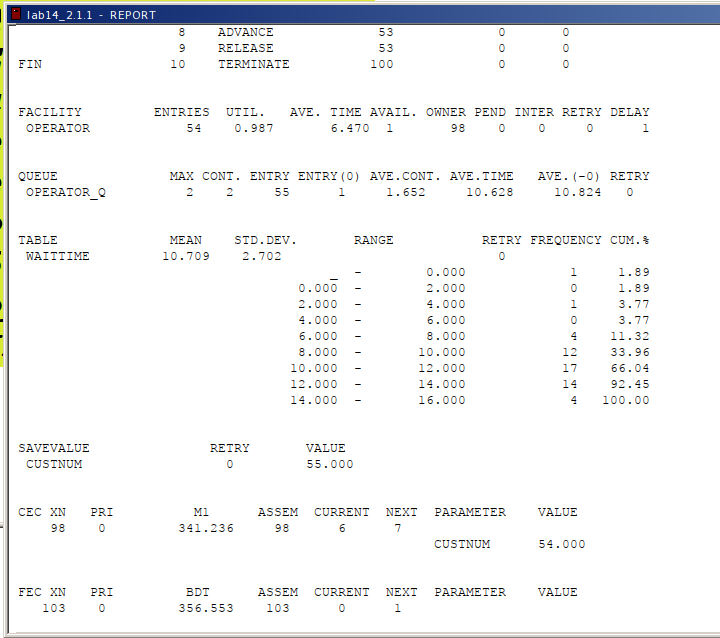 lab14_2.1.1 - REPORT
8 ADVANCE 53 0 0
9 RELEASE 53 0 0
FIN 10 TERMINATE 100 0 0
FACILITY ENTRIES UTIL. AVE. TIME AVAIL. OWNER PEND INTER RETRY DELAY
OPERATOR 54 0.987 6.470 1 98 0 0 0 1
QUEUE MAX CONT. ENTRY ENTRY(0) AVE.CONT. AVE.TIME AVE.(-0) RETRY
OPERATOR_Q 2 2 55 1 1.652 10.628 10.824 0
TABLE MEAN STD.DEV. RANGE RETRY FREQUENCY CUM.%
WAITTIME 10.709 2.702 0
_ - 0.000 1 1.89
0.000 - 2.000 0 1.89
2.000 - 4.000 1 3.77
4.000 - 6.000 0 3.77
6.000 - 8.000 4 11.32
8.000 - 10.000 12 33.96
10.000 - 12.000 17 66.04
12.000 - 14.000 14 92.45
14.000 - 16.000 4 100.00
SAVEVALUE RETRY VALUE
CUSTNUM 0 55.000
CEC XN PRI M1 ASSEM CURRENT NEXT PARAMETER VALUE
98 0 341.236 98 6 7
CUSTNUM 54.000
FEC XN PRI BDT ASSEM CURRENT NEXT PARAMETER VALUE
103 0 356.553 103 0 1